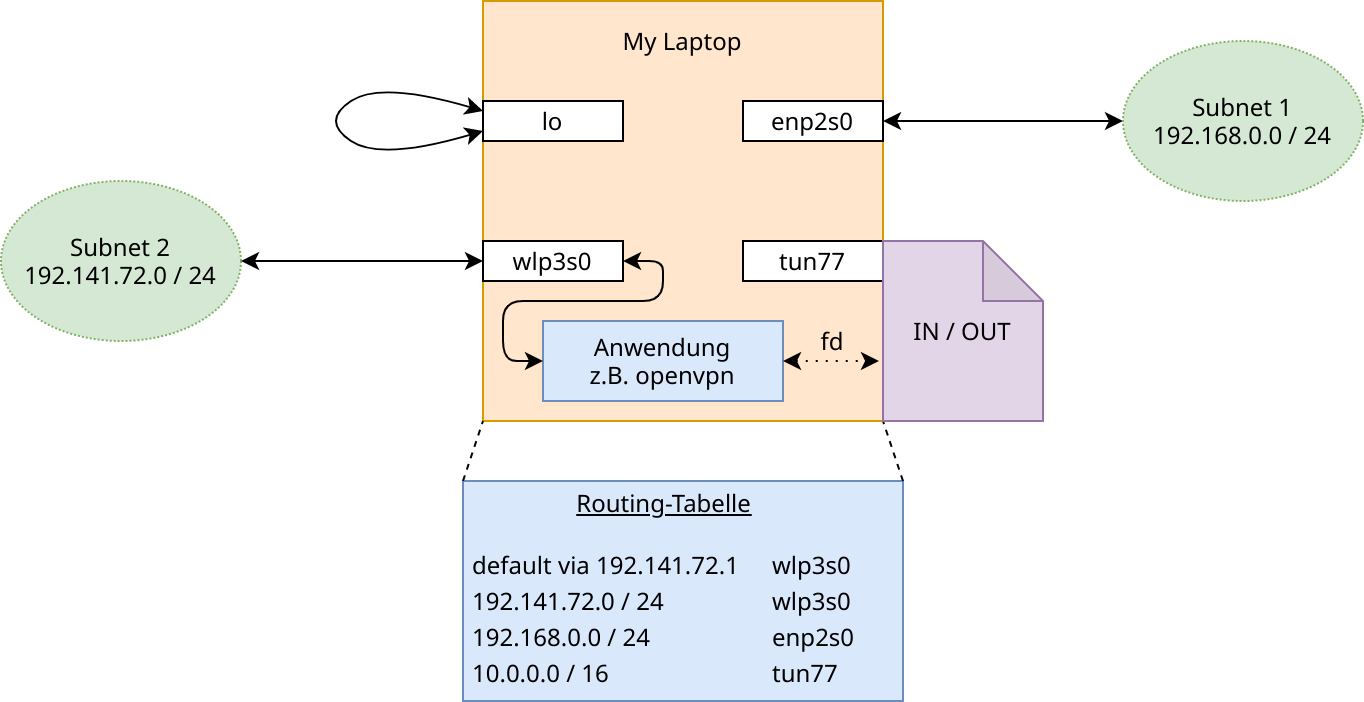 My Laptop
lo
enp2s0
Subnet 1
192.168.0.0 / 24
Subnet 2
192.141.72.0 / 24
wlp3s0
tun77
IN / OUT
Anwendung
z.B. openvpn
fd
Routing-Tabelle
default via 192.141.72.1 wlp3s0
192.141.72.0 / 24 wlp3s0
192.168.0.0 / 24 enp2s0
10.0.0.0 / 16 tun77